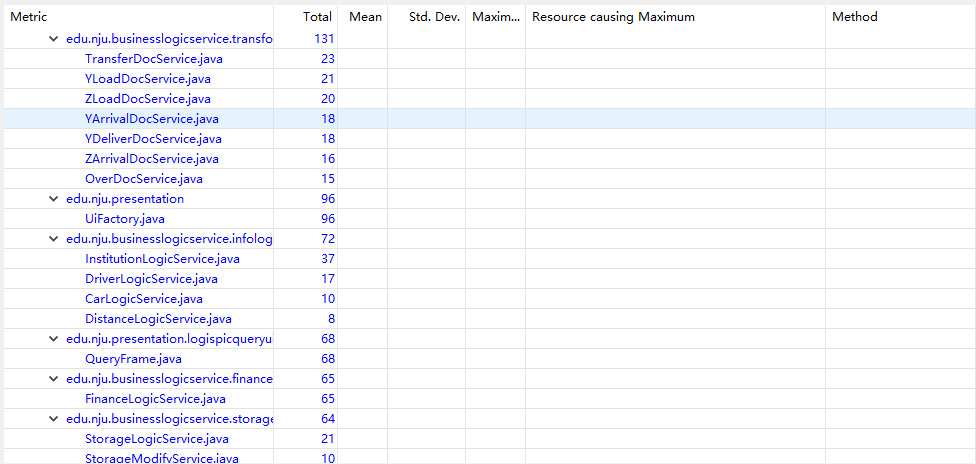 Metric Total Mean Std. Dev. Maxim... Resource causing Maximum Method
edu.nju.businesslogicservice.transfo 131
TransferDocService.java 23
YLoadDocService.java 21
ZLoadDocService.java 20
YArrivalDocService.java 18
YDeliverDocService.java 18
ZArrivalDocService.java 16
OverDocService.java 15
edu.nju.presentation 96
UiFactory.java 96
edu.nju.businesslogicservice.infolog 72
InstitutionLogicService.java 37
DriverLogicService.java 17
CarLogicService.java 10
DistanceLogicService.java 8
edu.nju.presentation.logispicqueryu 68
QueryFrame.java 68
edu.nju.businesslogicservice.finance 65
FinanceLogicService.java 65
edu.nju.businesslogicservice.storage 64
StorageLogicService.java 21
StorageModifyService.java 10